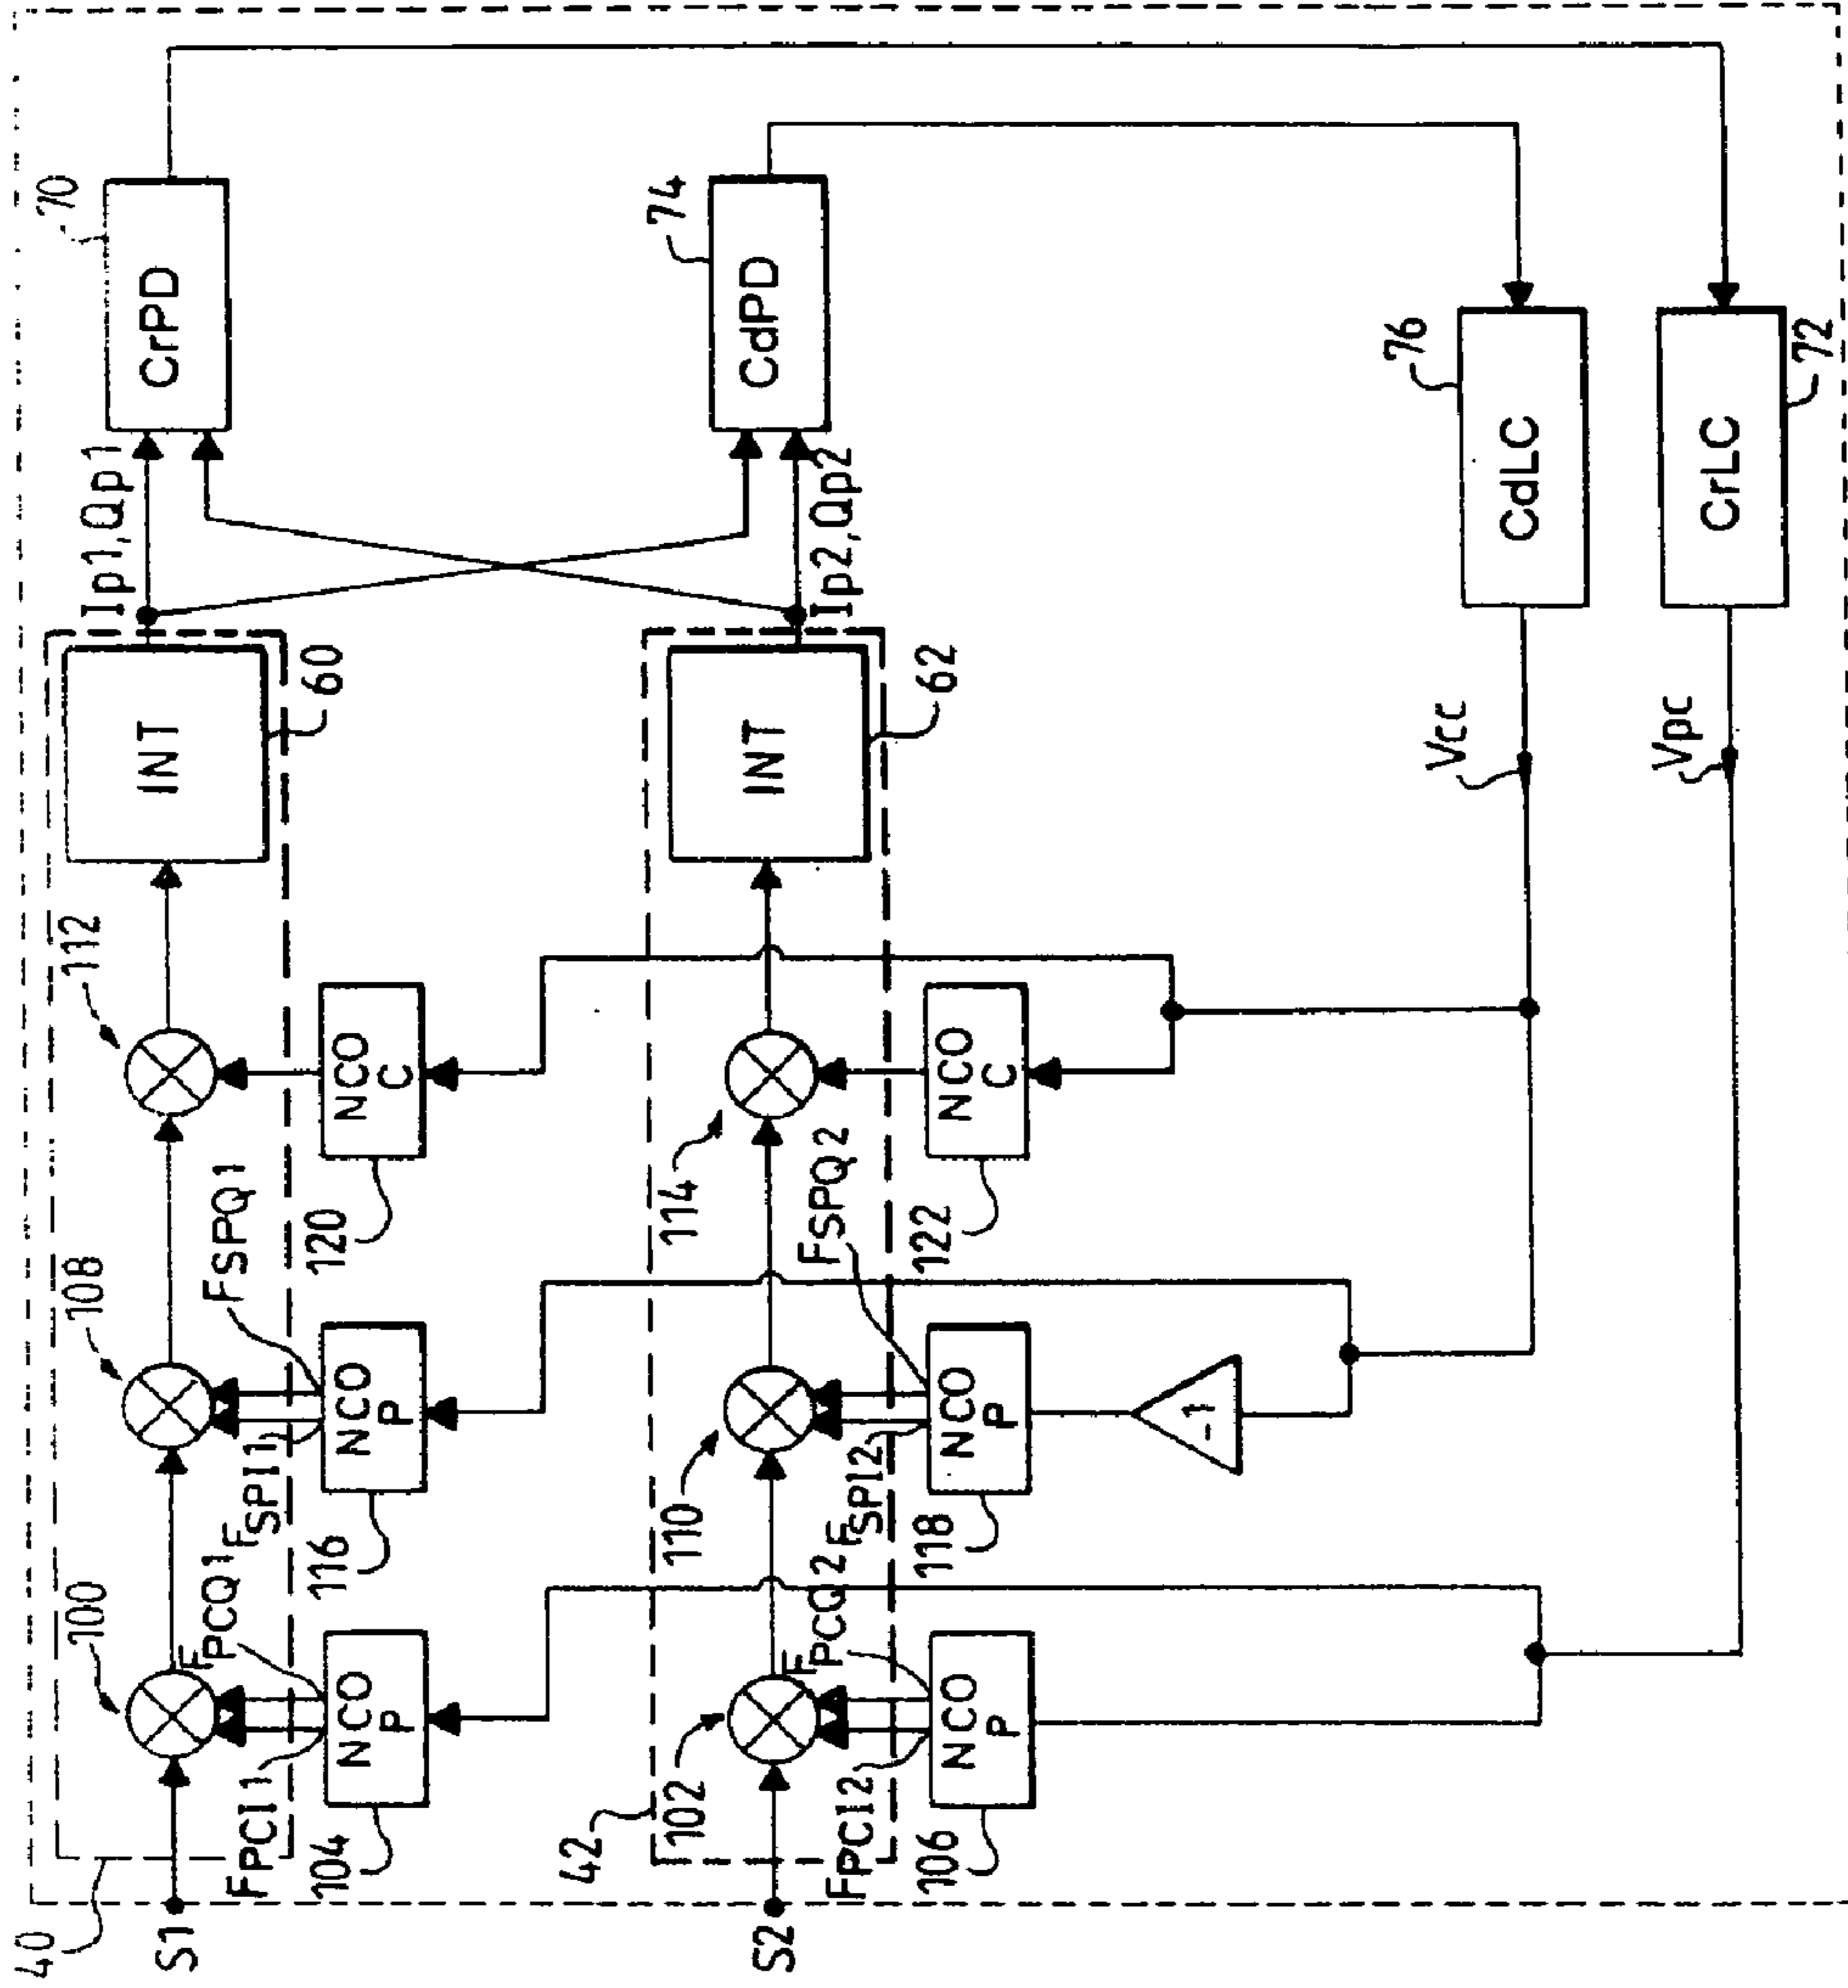 40
S1
100
108
112
FPCI1
FPCQ1
FSPI1
FSPQ1
104
NCO
P
116
NCO
P
120
NCO
C
INT
60
Ip1,Qp1
CrPD
70
42
S2
102
110
114
FPCI2
FPCQ2
FSPI2
FSPQ2
106
NCO
P
118
NCO
P
122
NCO
C
INT
62
Ip2,Qp2
CdPD
74
-1
Vcc
CdLC
76
Vpc
CrLC
72